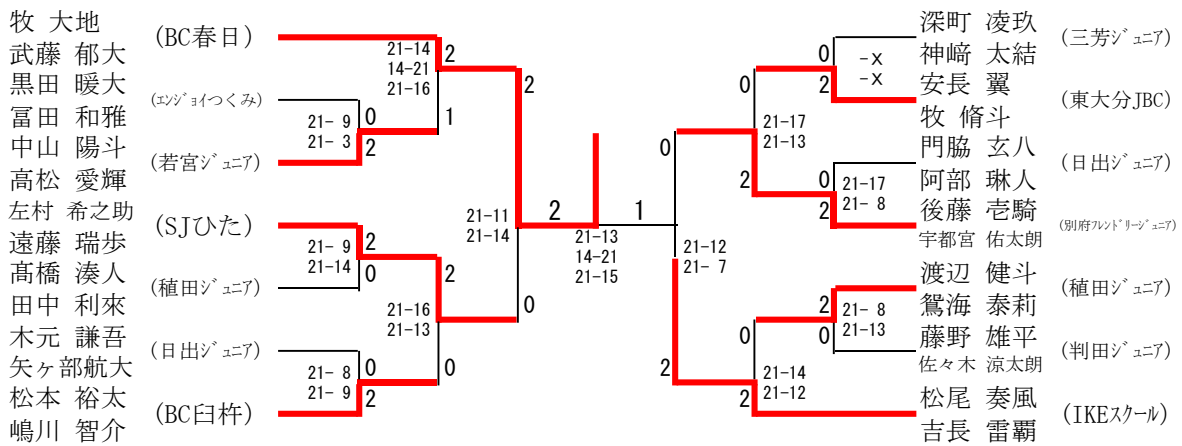 牧 大地
武藤 郁大
(BC春日)
黒田 暖大
冨田 和雅
(ｴﾝｼﾞｮｲつくみ)
中山 陽斗
高松 愛輝
(若宮ｼﾞｭﾆｱ)
左村 希之助
遠藤 瑞歩
(SJひた)
髙橋 湊人
田中 利來
(稙田ｼﾞｭﾆｱ)
木元 謙吾
矢ヶ部航大
(日出ｼﾞｭﾆｱ)
松本 裕太
嶋川 智介
(BC臼杵)
21-14
14-21
21-16
2
1
21- 9
21- 3
0
2
21- 9
21-14
2
0
21-16
21-13
2
0
21- 8
21- 9
0
2
2
0
21-11
21-14
2
1
21-13
14-21
21-15
0
2
21-12
21- 7
0
2
21-17
21-13
0
2
-X
-X
0
2
21-17
21- 8
2
0
21- 8
21-13
0
2
21-14
21-12
深町 凌玖
神﨑 太結
(三芳ｼﾞｭﾆｱ)
安長 翼
牧 脩斗
(東大分JBC)
門脇 玄八
阿部 琳人
(日出ｼﾞｭﾆｱ)
後藤 壱騎
宇都宮 佑太朗
(別府ﾌﾚﾝﾄﾞﾘｰｼﾞｭﾆｱ)
渡辺 健斗
鴛海 泰莉
(稙田ｼﾞｭﾆｱ)
藤野 雄平
佐々木 涼太朗
(判田ｼﾞｭﾆｱ)
松尾 奏風
吉長 雷覇
(IKEｽｸｰﾙ)